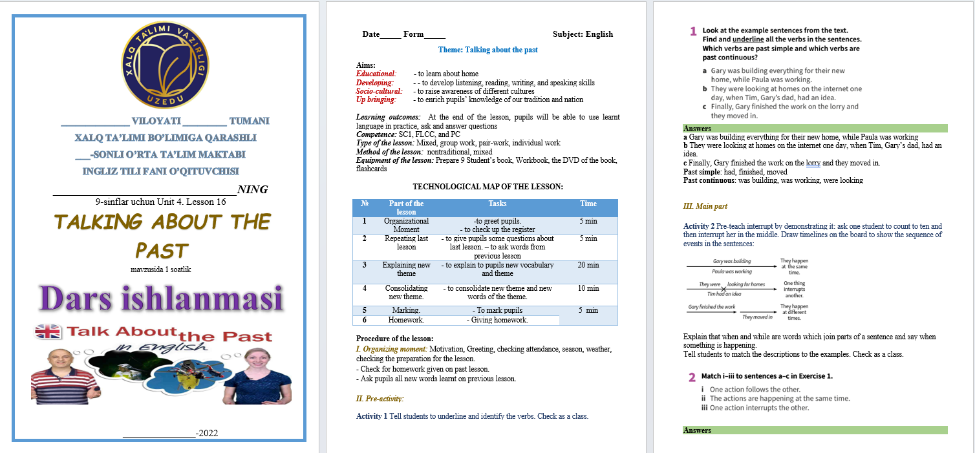 XALQ TA'LIMI VAZIRLIGI
UZEDU
_____________ VILOYATI _________ TUMANI
XALQ TA'LIMI BO'LIMIGA QARASHLI
___-SONLI O'RTA TA'LIM MAKTABI
INGLIZ TILI FANI O'QITUVCHISI
_______________________________NING
9-sinflar uchun Unit 4. Lesson 16
TALKING ABOUT THE
PAST
mavzusida 1 soatlik
Dars ishlanmasi
Talk About the Past
in English
_______________-2022
Date_____ Form_____ Subject: English
Theme: Talking about the past
Aims:
Educational: - to learn about home
Developing: - - to develop listening, reading, writing, and speaking skills
Socio-cultural: - to raise awareness of different cultures
Up bringing: - to enrich pupils' knowledge of our tradition and nation
Learning outcomes: At the end of the lesson, pupils will be able to use learnt
language in practice, ask and answer questions
Competence: SC1, FLCC, and PC
Type of the lesson: Mixed, group work, pair-work, individual work
Method of the lesson: nontraditional, mixed
Equipment of the lesson: Prepare 9 Student's book, Workbook, the DVD of the book,
flashcards
TECHNOLOGICAL MAP OF THE LESSON:
№ Part of the lesson Tasks Time
1 Organizational Moment -to greet pupils. - to check up the register 5 min
2 Repeating last lesson - to give pupils some questions about last lesson. – to ask words from previous lesson 5 min
3 Explaining new theme - to explain to pupils new vocabulary and theme 20 min
4 Consolidating new theme. - to consolidate new theme and new words of the theme. 10 min
5 Marking. - To mark pupils 5 min
6 Homework. - Giving homework.
Procedure of the lesson:
I. Organizing moment: Motivation, Greeting, checking attendance, season, weather,
checking the preparation for the lesson.
- Check for homework given on past lesson.
- Ask pupils all new words learnt on previous lesson.
II. Pre-activity:
Activity 1 Tell students to underline and identify the verbs. Check as a class.
1 Look at the example sentences from the text.
Find and underline all the verbs in the sentences.
Which verbs are past simple and which verbs are
past continuous?
a Gary was building everything for their new
home, while Paula was working.
b They were looking at homes on the internet one
day, when Tim, Gary's dad, had an idea.
c Finally, Gary finished the work on the lorry and
they moved in.
Answers
a Gary was building everything for their new home, while Paula was working
b They were looking at homes on the internet one day, when Tim, Gary's dad, had an
idea.
c Finally, Gary finished the work on the lorry and they moved in.
Past simple: had, finished, moved
Past continuous: was building, was working, were looking
III. Main part
Activity 2 Pre-teach interrupt by demonstrating it: ask one student to count to ten and
then interrupt her in the middle. Draw timelines on the board to show the sequence of
events in the sentences:
Gary was building
Paula was working
They happen
at the same
time.
They were looking for homes
Tim had an idea
One thing
interrupts
another.
Gary finished the work
They moved in
They happen
at different
times.
Explain that when and while are words which join parts of a sentence and say when
something is happening.
Tell students to match the descriptions to the examples. Check as a class.
2 Match i–iii to sentences a–c in Exercise 1.
i One action follows the other.
ii The actions are happening at the same time.
iii One action interrupts the other.
Answers